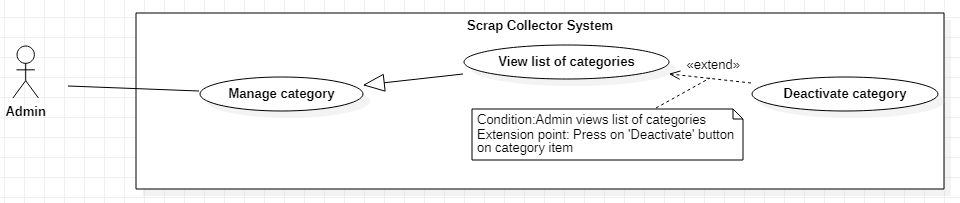 Scrap Collector System
Admin
Manage category
View list of categories
«extend»
Deactivate category
Condition:Admin views list of categories
Extension point: Press on 'Deactivate' button
on category item